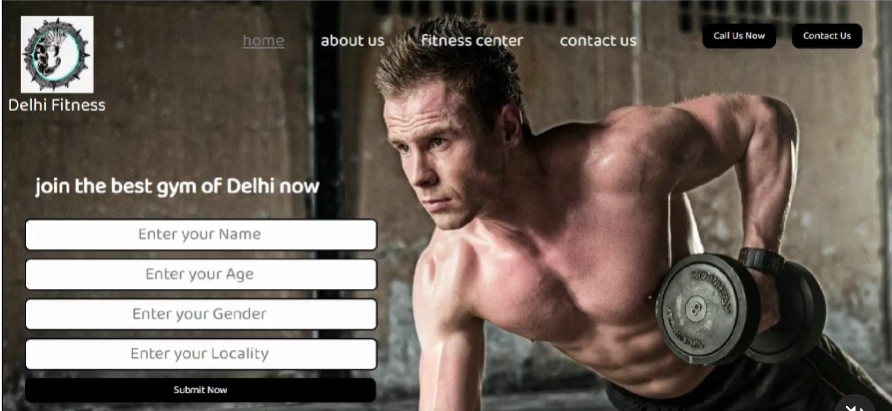 home about us Fitness center contact us Call Us Now Contact Us
Delhi Fitness
join the best gym of Delhi now
Enter your Name
Enter your Age
Enter your Gender
Enter your Locality
Submit Now